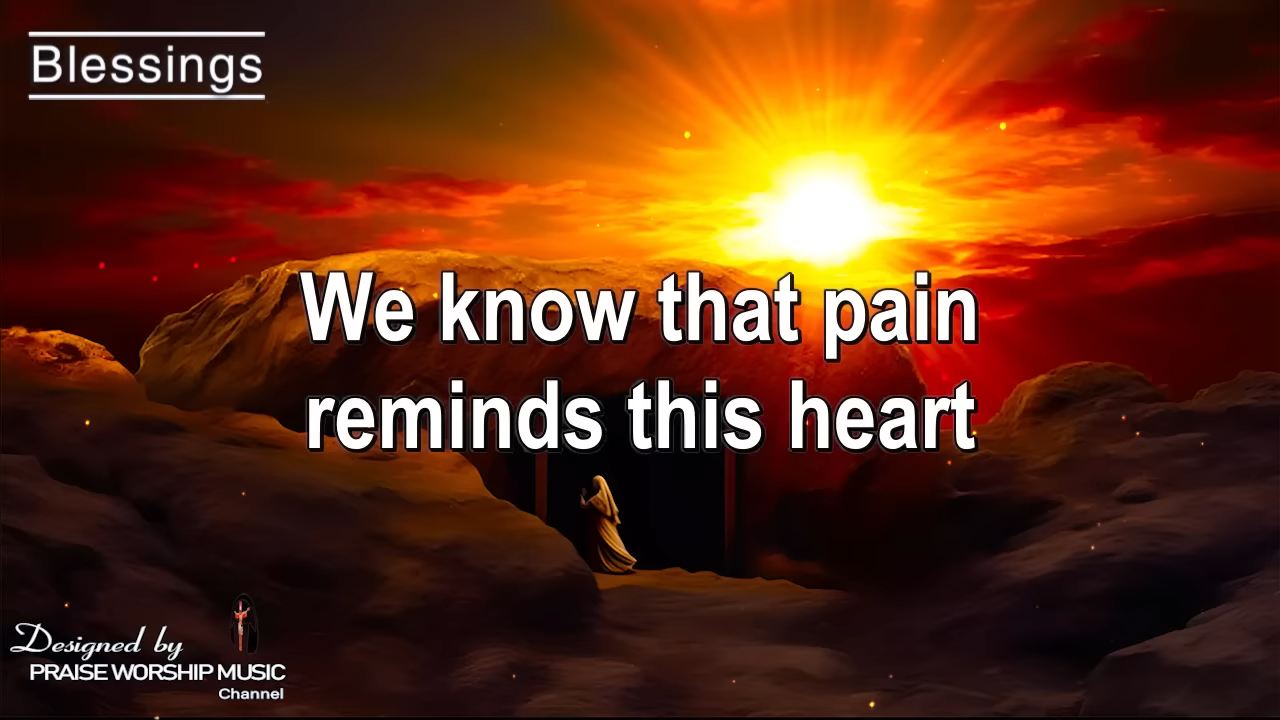 Blessings
We know that pain
reminds this heart
Designed by
PRAISE WORSHIP MUSIC
Channel